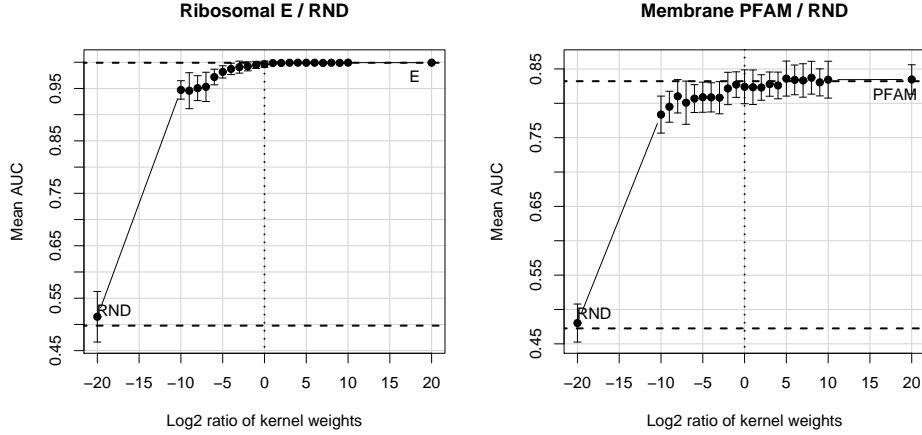 Ribosomal E / RND
Mean AUC
0.45 0.55 0.65 0.75 0.85 0.95
RND
E
−20 −15 −10 −5 0 5 10 15 20
Log2 ratio of kernel weights
Membrane PFAM / RND
Mean AUC
0.45 0.55 0.65 0.75 0.85
RND
PFAM
−20 −15 −10 −5 0 5 10 15 20
Log2 ratio of kernel weights